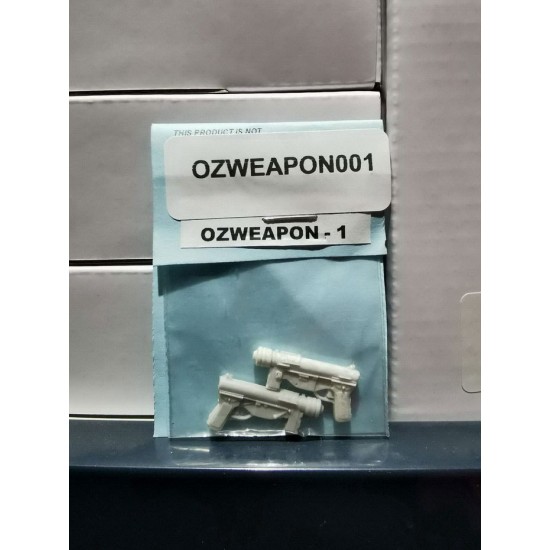 THIS PRODUCT IS NOT
OZWEAPON001
OZWEAPON - 1